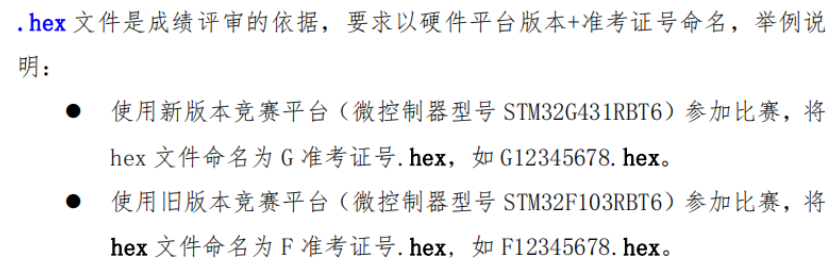 .hex 文件是成绩评审的依据，要求以硬件平台版本+准考证号命名，举例说
明：
● 使用新版本竞赛平台（微控制器型号 STM32G431RBT6）参加比赛，将
hex 文件命名为 G 准考证号.hex，如 G12345678.hex。
● 使用旧版本竞赛平台（微控制器型号 STM32F103RBT6）参加比赛，将
hex 文件命名为 F 准考证号.hex，如 F12345678.hex。